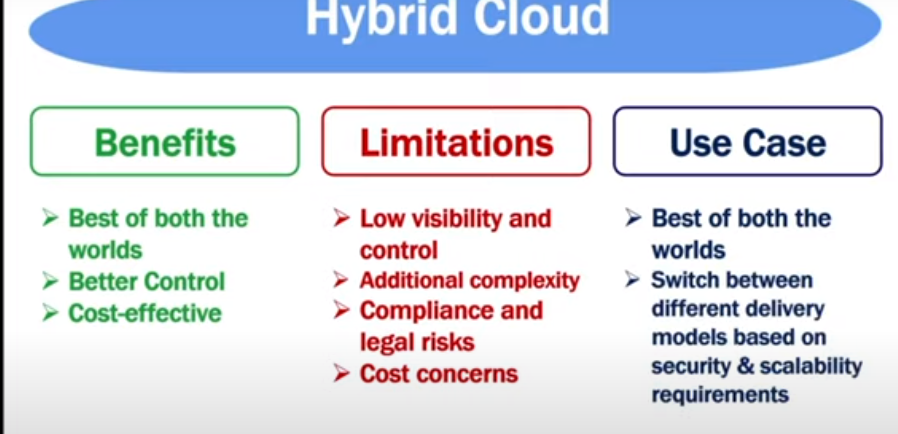 Hybrid Cloud
Benefits
➢ Best of both the
worlds
➢ Better Control
➢ Cost-effective
Limitations
➢ Low visibility and
control
➢ Additional complexity
➢ Compliance and
legal risks
➢ Cost concerns
Use Case
➢ Best of both the
worlds
➢ Switch between
different delivery
models based on
security & scalability
requirements